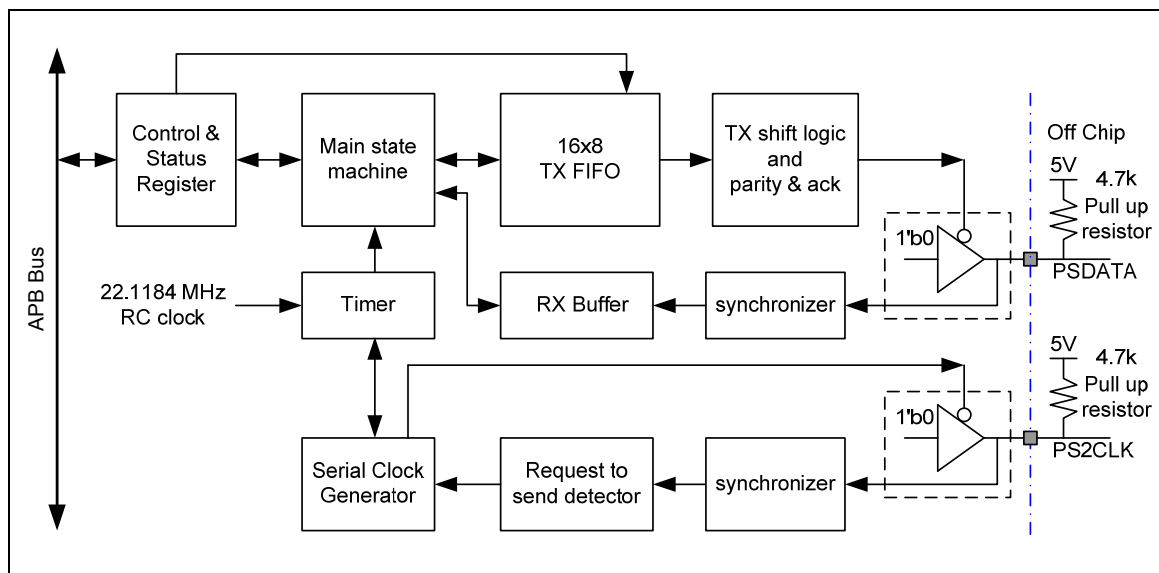 APB Bus
Control &
Status
Register
Main state
machine
16x8
TX FIFO
TX shift logic
and
parity & ack
Off Chip
5V
4.7k
Pull up
resistor
1'b0
PSDATA
22.1184 MHz
RC clock
Timer
RX Buffer
synchronizer
5V
4.7k
Pull up
resistor
1'b0
PS2CLK
Serial Clock
Generator
Request to
send detector
synchronizer